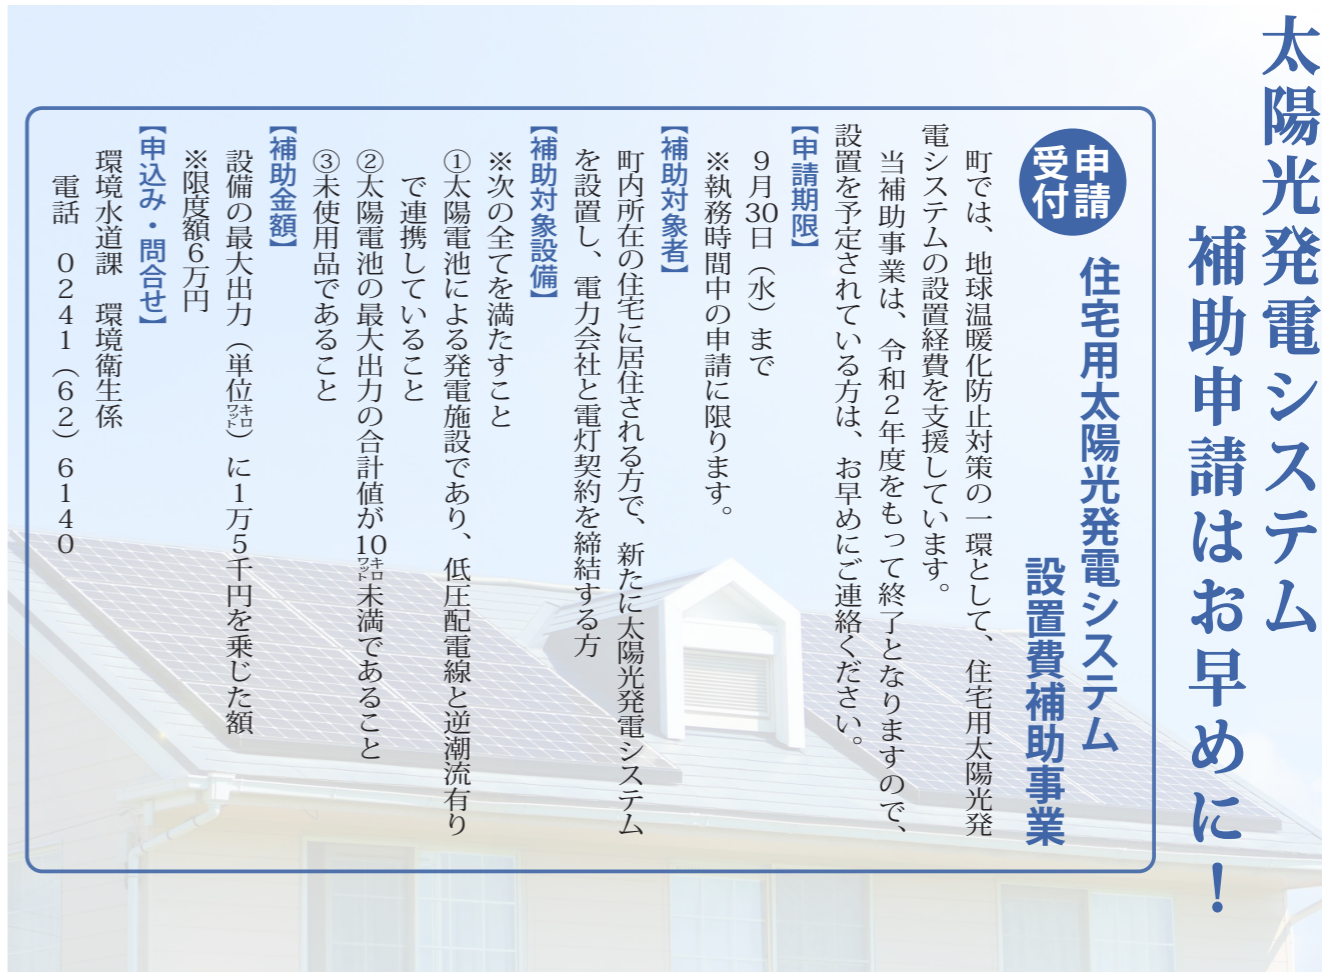 太陽光発電システム
補助申請はお早めに！
申請
受付
住宅用太陽光発電システム
設置費補助事業
町では、地球温暖化防止対策の一環として、住宅用太陽光発
電システムの設置経費を支援しています。
当補助事業は、令和２年度をもって終了となりますので、
設置を予定されている方は、お早めにご連絡ください。
【申請期限】
９月30日（水）まで
※執務時間中の申請に限ります。
【補助対象者】
町内所在の住宅に居住される方で、新たに太陽光発電システム
を設置し、電力会社と電灯契約を締結する方
【補助対象設備】
※次の全てを満たすこと
①太陽電池による発電施設であり、低圧配電線と逆潮流有り
で連携していること
②太陽電池の最大出力の合計値が10キロワット未満であること
③未使用品であること
【補助金額】
設備の最大出力（単位キロワット）に１万５千円を乗じた額
※限度額６万円
【申込み・問合せ】
環境水道課　環境衛生係
電話　０２４１（６２）６１４０